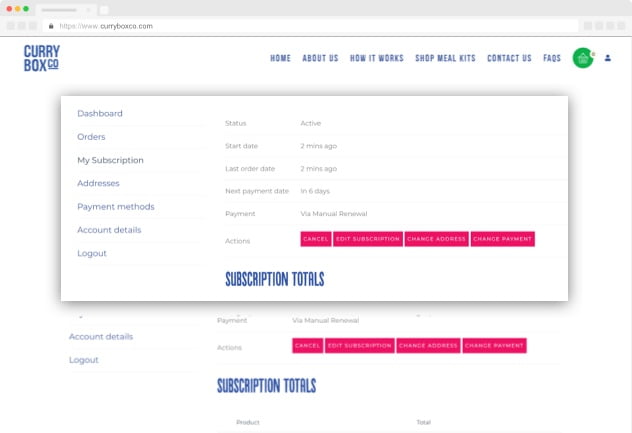 https://www.curryboxco.com
CURRY
BOX CO
HOME ABOUT US HOW IT WORKS SHOP MEAL KITS CONTACT US FAQS
Dashboard
Orders
My Subscription
Addresses
Payment methods
Account details
Logout
Status Active
Start date 2 mins ago
Last order date 2 mins ago
Next payment date In 6 days
Payment Via Manual Renewal
Actions CANCEL EDIT SUBSCRIPTION CHANGE ADDRESS CHANGE PAYMENT
SUBSCRIPTION TOTALS
Payment Via Manual Renewal
Account details
Logout
Actions CANCEL EDIT SUBSCRIPTION CHANGE ADDRESS CHANGE PAYMENT
SUBSCRIPTION TOTALS
Product Total